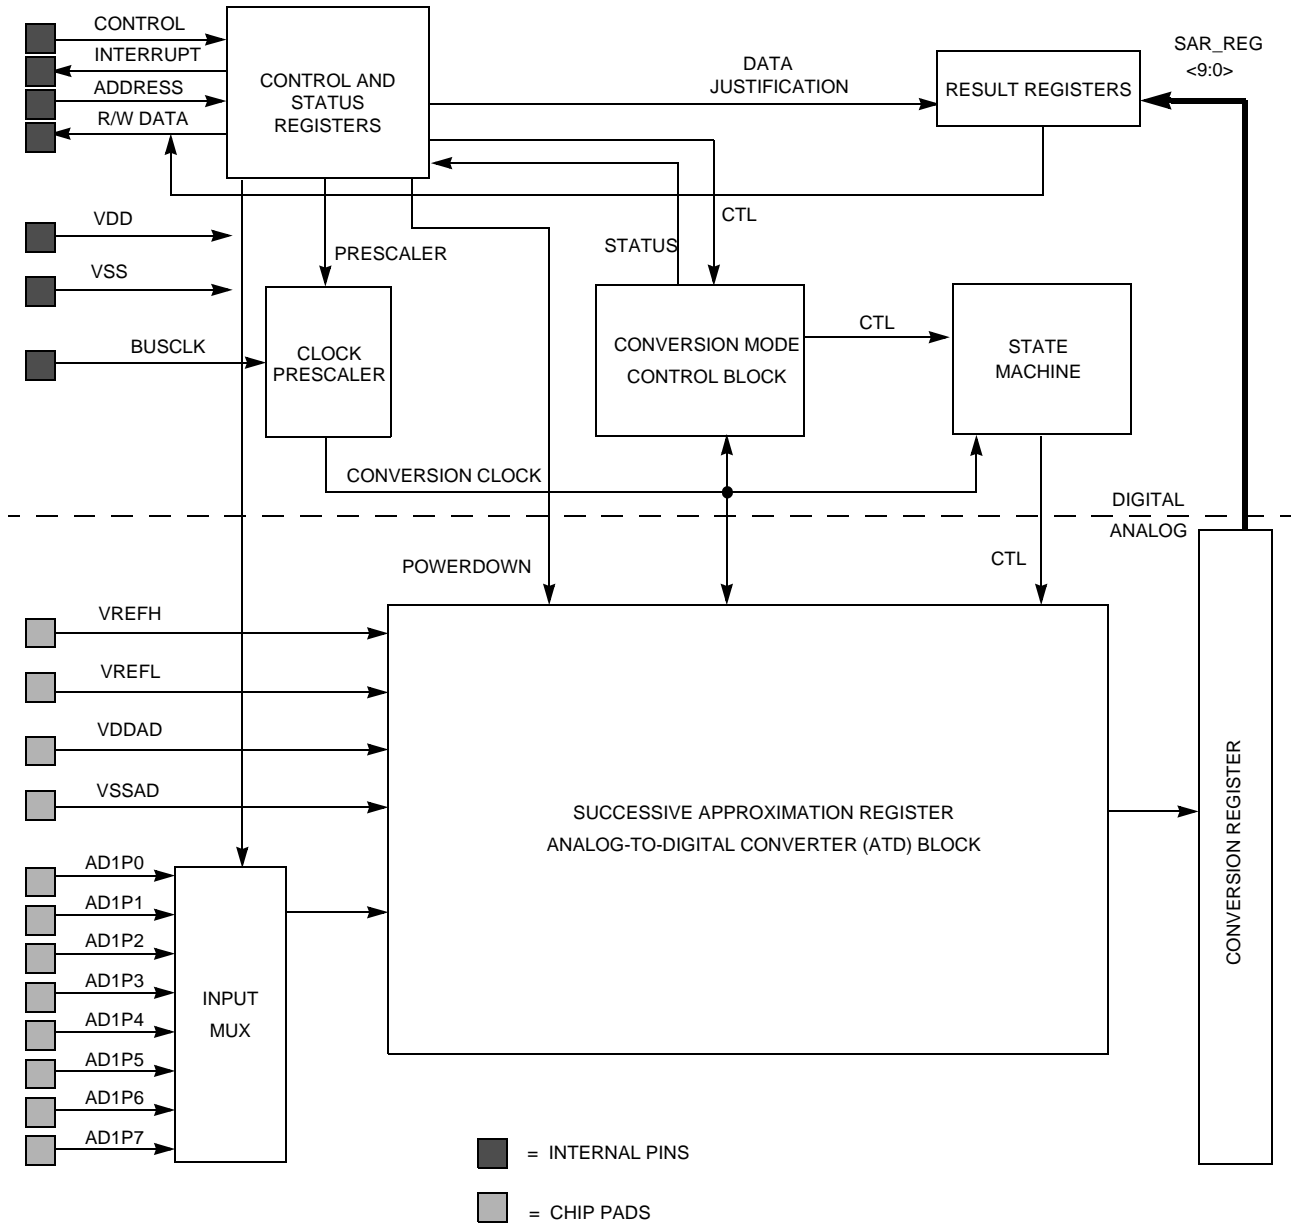 CONTROL
INTERRUPT
ADDRESS
R/W DATA
CONTROL AND
STATUS
REGISTERS
DATA
JUSTIFICATION
RESULT REGISTERS
SAR_REG
<9:0>
VDD
VSS
BUSCLK
PRESCALER
CLOCK
PRESCALER
STATUS
CTL
CONVERSION MODE
CONTROL BLOCK
CTL
STATE
MACHINE
CONVERSION CLOCK
DIGITAL
ANALOG
POWERDOWN
CTL
VREFH
VREFL
VDDAD
VSSAD
SUCCESSIVE APPROXIMATION REGISTER
ANALOG-TO-DIGITAL CONVERTER (ATD) BLOCK
CONVERSION REGISTER
AD1P0
AD1P1
AD1P2
AD1P3
AD1P4
AD1P5
AD1P6
AD1P7
INPUT
MUX
= INTERNAL PINS
= CHIP PADS